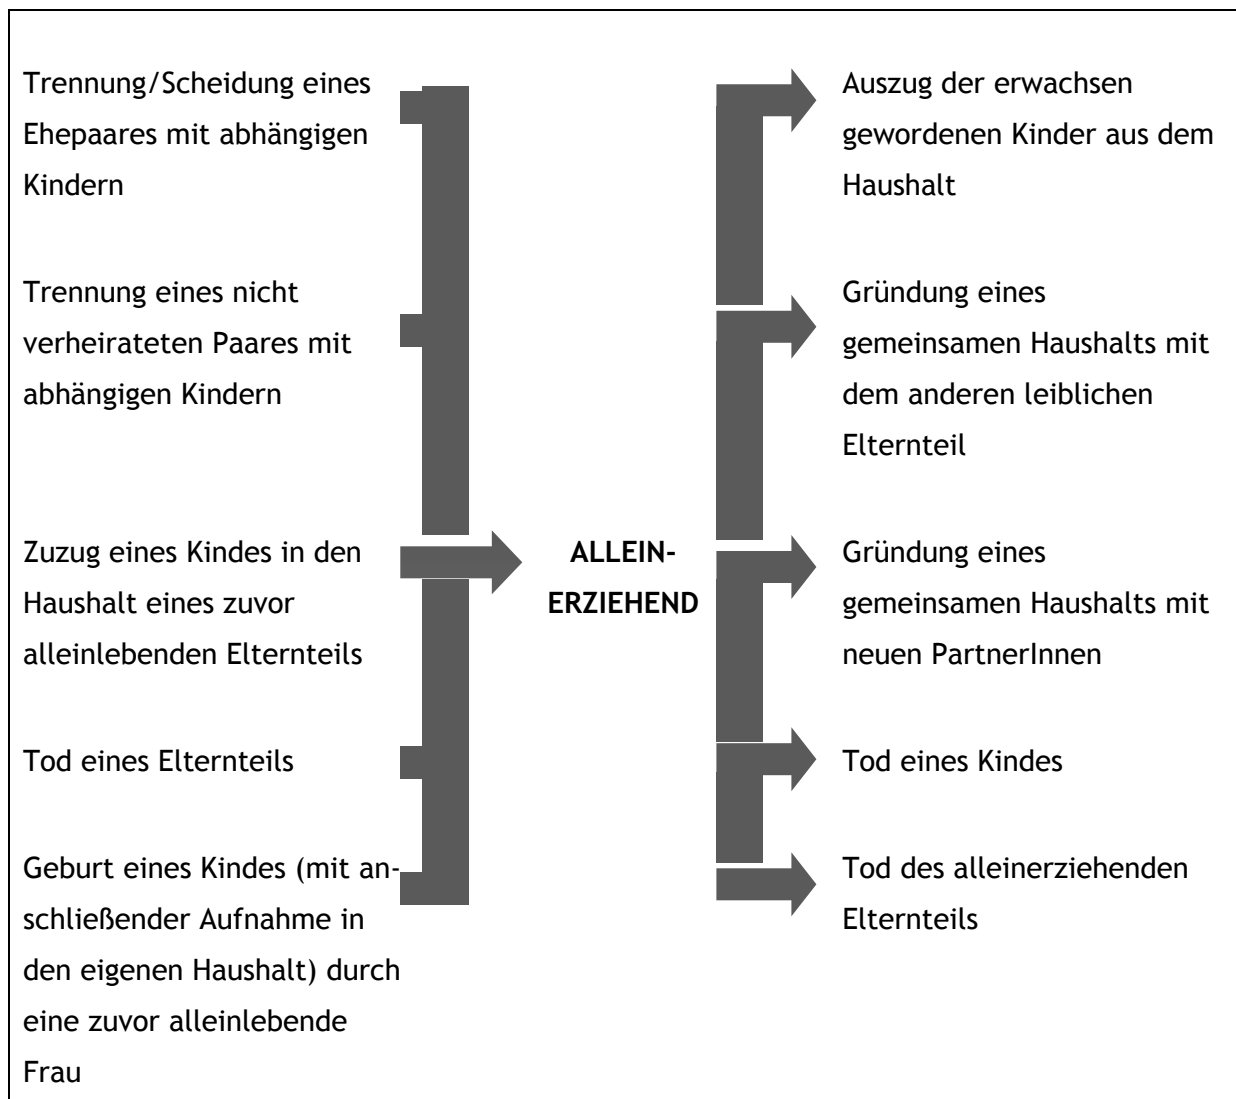 Trennung/Scheidung eines
Ehepaares mit abhängigen
Kindern
Trennung eines nicht
verheirateten Paares mit
abhängigen Kindern
Zuzug eines Kindes in den
Haushalt eines zuvor
alleinlebenden Elternteils
Tod eines Elternteils
Geburt eines Kindes (mit an-
schließender Aufnahme in
den eigenen Haushalt) durch
eine zuvor alleinlebende
Frau
ALLEIN-
ERZIEHEND
Auszug der erwachsen
gewordenen Kinder aus dem
Haushalt
Gründung eines
gemeinsamen Haushalts mit
dem anderen leiblichen
Elternteil
Gründung eines
gemeinsamen Haushalts mit
neuen PartnerInnen
Tod eines Kindes
Tod des alleinerziehenden
Elternteils